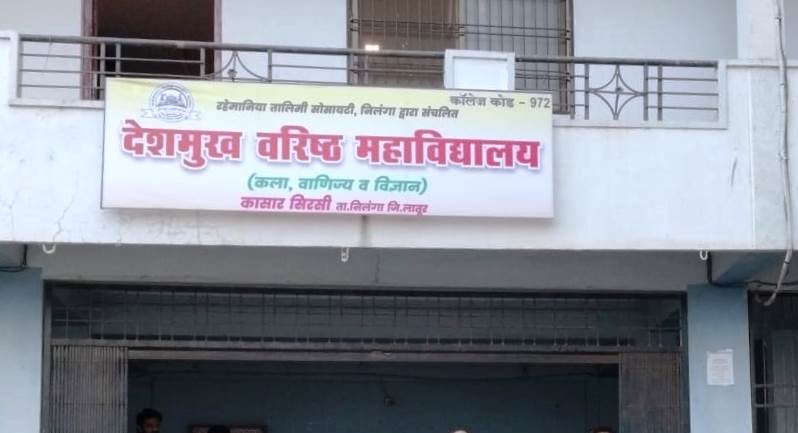 कॉलेज कोड - 972
रहेमानिया तालिमी सोसायटी, निलंगा द्वारा संचलित
देशमुख वरिष्ठ महाविद्यालय
(कला, वाणिज्य व विज्ञान)
कासार सिरसी ता.निलंगा जि.लातूर